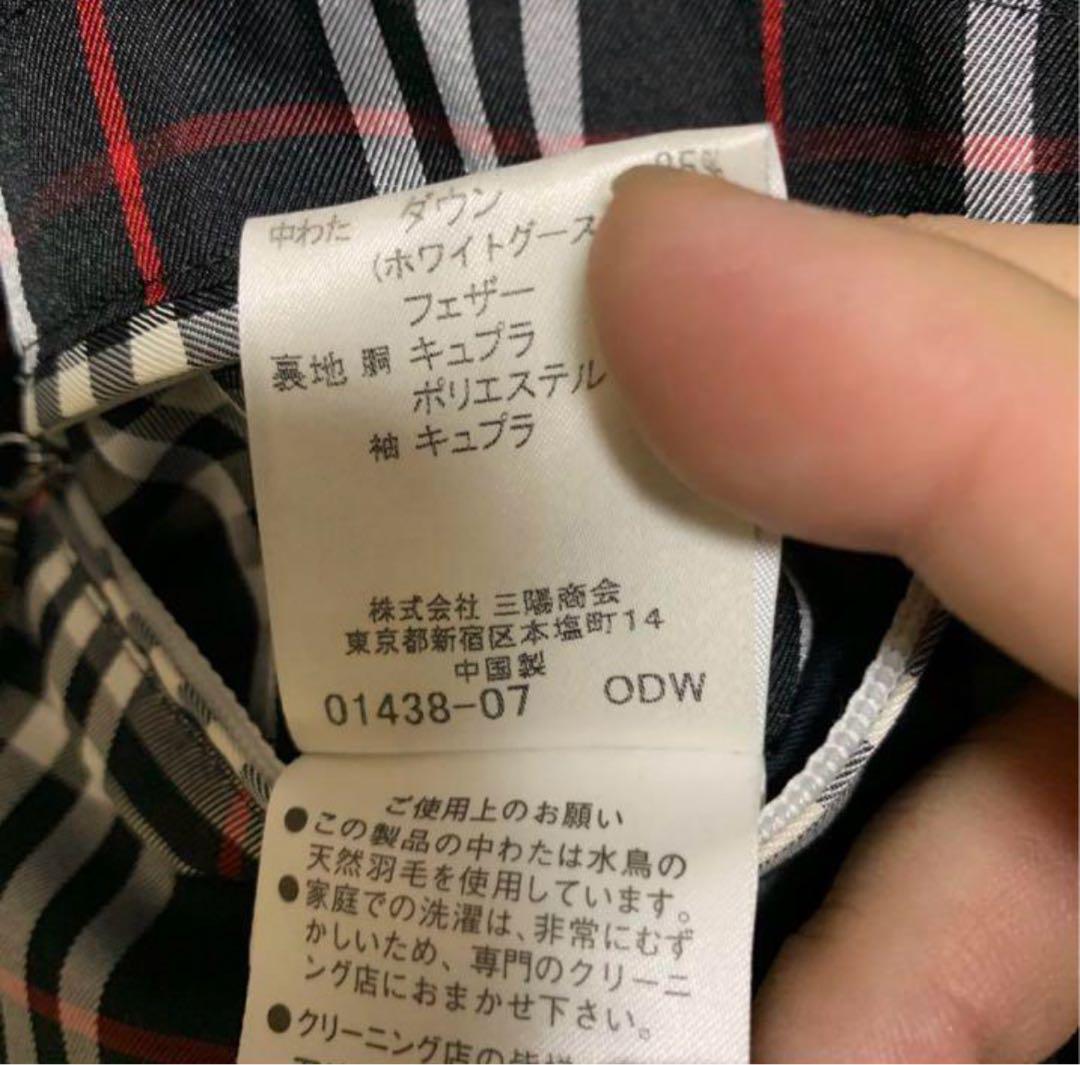 中わた ダウン
(ホワイトグース
フェザー
裏地 胴 キュプラ
ポリエステル
袖 キュプラ
株式会社 三陽商会
東京都新宿区本塩町14
中国製
01438-07 ODW
ご使用上のお願い
●この製品の中わたは水鳥の
天然羽毛を使用しています。
●家庭での洗濯は、非常にむず
かしいため、専門のクリーニ
ング店におまかせ下さい。
●クリーニング店の皆様